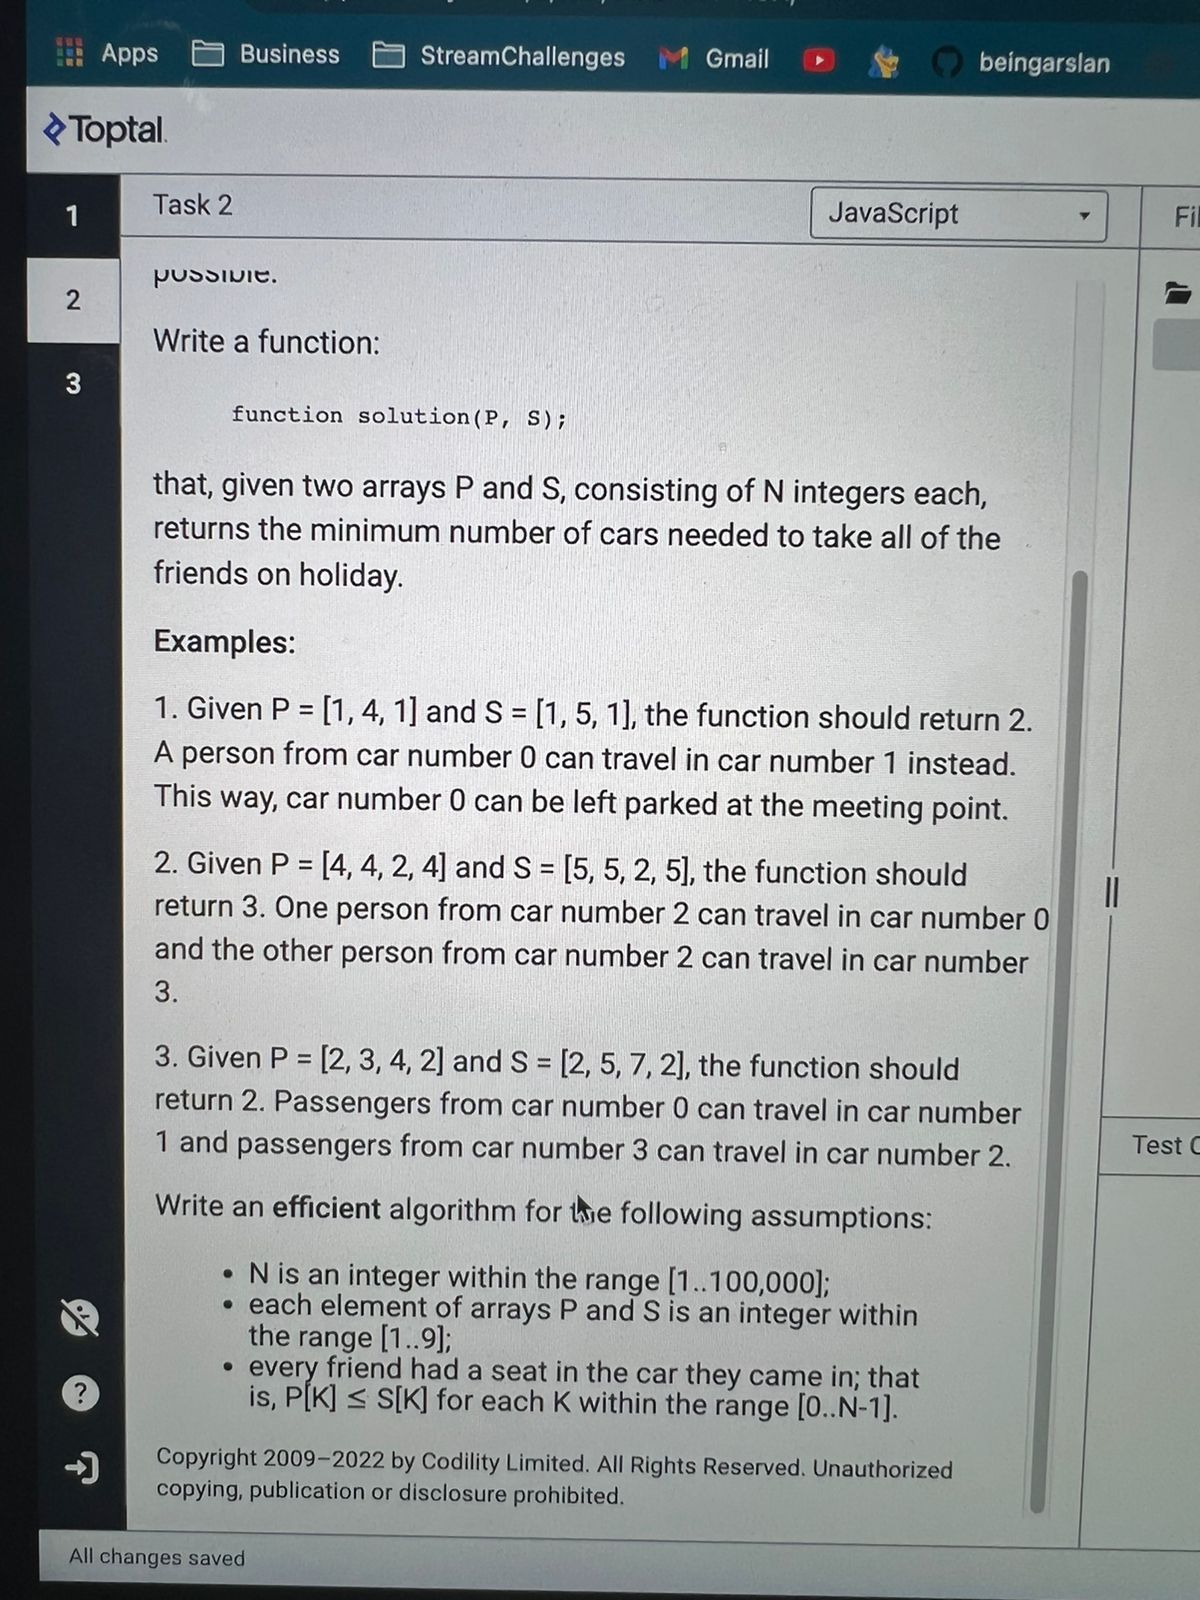 Apps Business StreamChallenges Gmail beingarslan
Toptal.
1
Task 2
JavaScript
Fil
2
possible.
Write a function:
3
function solution(P, S);
that, given two arrays P and S, consisting of N integers each,
returns the minimum number of cars needed to take all of the
friends on holiday.
Examples:
1. Given P = [1, 4, 1] and S = [1, 5, 1], the function should return 2.
A person from car number 0 can travel in car number 1 instead.
This way, car number 0 can be left parked at the meeting point.
2. Given P = [4, 4, 2, 4] and S = [5, 5, 2, 5], the function should
return 3. One person from car number 2 can travel in car number 0
and the other person from car number 2 can travel in car number
3.
3. Given P = [2, 3, 4, 2] and S = [2, 5, 7, 2], the function should
return 2. Passengers from car number 0 can travel in car number
1 and passengers from car number 3 can travel in car number 2.
Test C
Write an efficient algorithm for the following assumptions:
• N is an integer within the range [1..100,000];
• each element of arrays P and S is an integer within
the range [1..9];
• every friend had a seat in the car they came in; that
is, P[K] ≤ S[K] for each K within the range [0..N-1].
Copyright 2009–2022 by Codility Limited. All Rights Reserved. Unauthorized
copying, publication or disclosure prohibited.
All changes saved